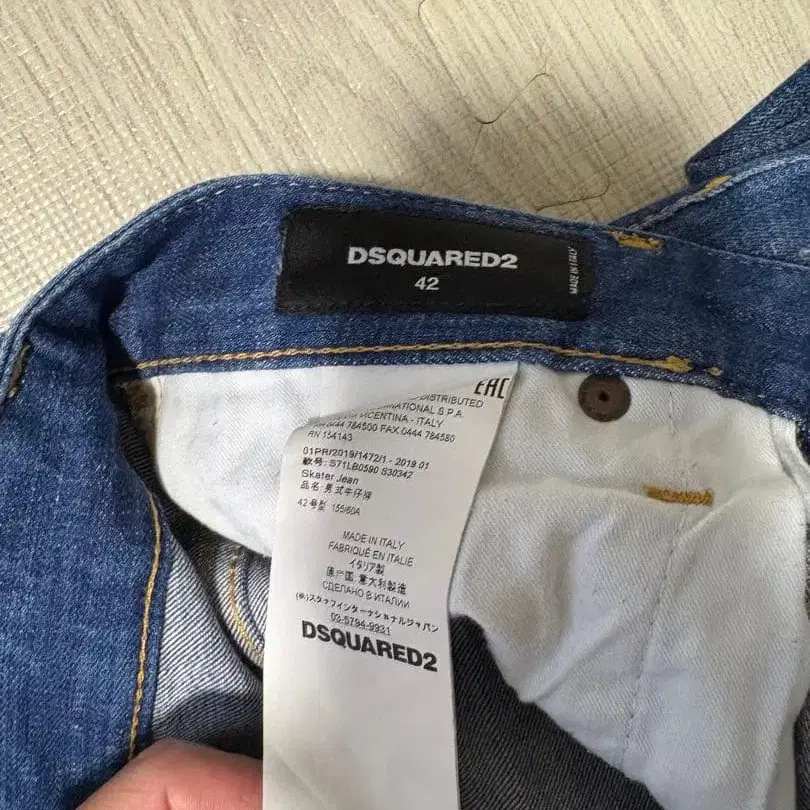 DSQUARED2
42
MADE IN ITALY
EAC
DISTRIBUTED
S.P.A.
VICENTINA - ITALY
0444 784500 FAX 0444 784580
RN 154143
01PR/2019/1472/1 - 2019 01
款号: S71LB0590 S30342
Skater Jean
品名: 男式牛仔裤
42号型 155/60A
MADE IN ITALY
FABRIQUÉ EN ITALIE
イタリア製
原产国 意大利製造
СДЕЛАНО В ИТАЛИИ
(株)スタッフインターナショナルジャパン
03-5794-9931
DSQUARED2